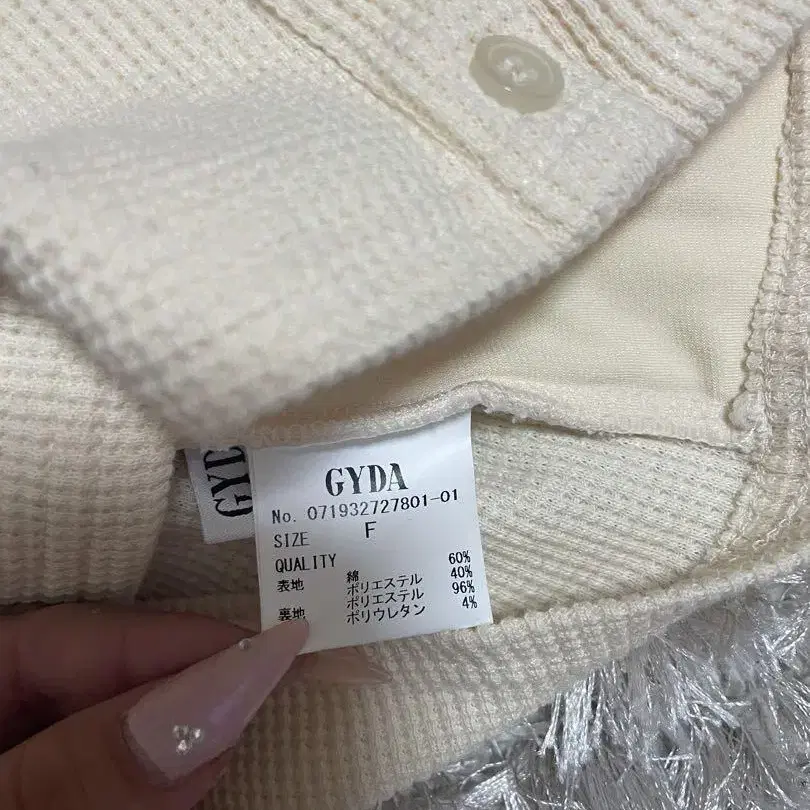 GYDA
No. 071932727801-01
SIZE F
QUALITY
表地 綿 60%
ポリエステル 40%
裏地 ポリエステル 96%
ポリウレタン 4%
GYD